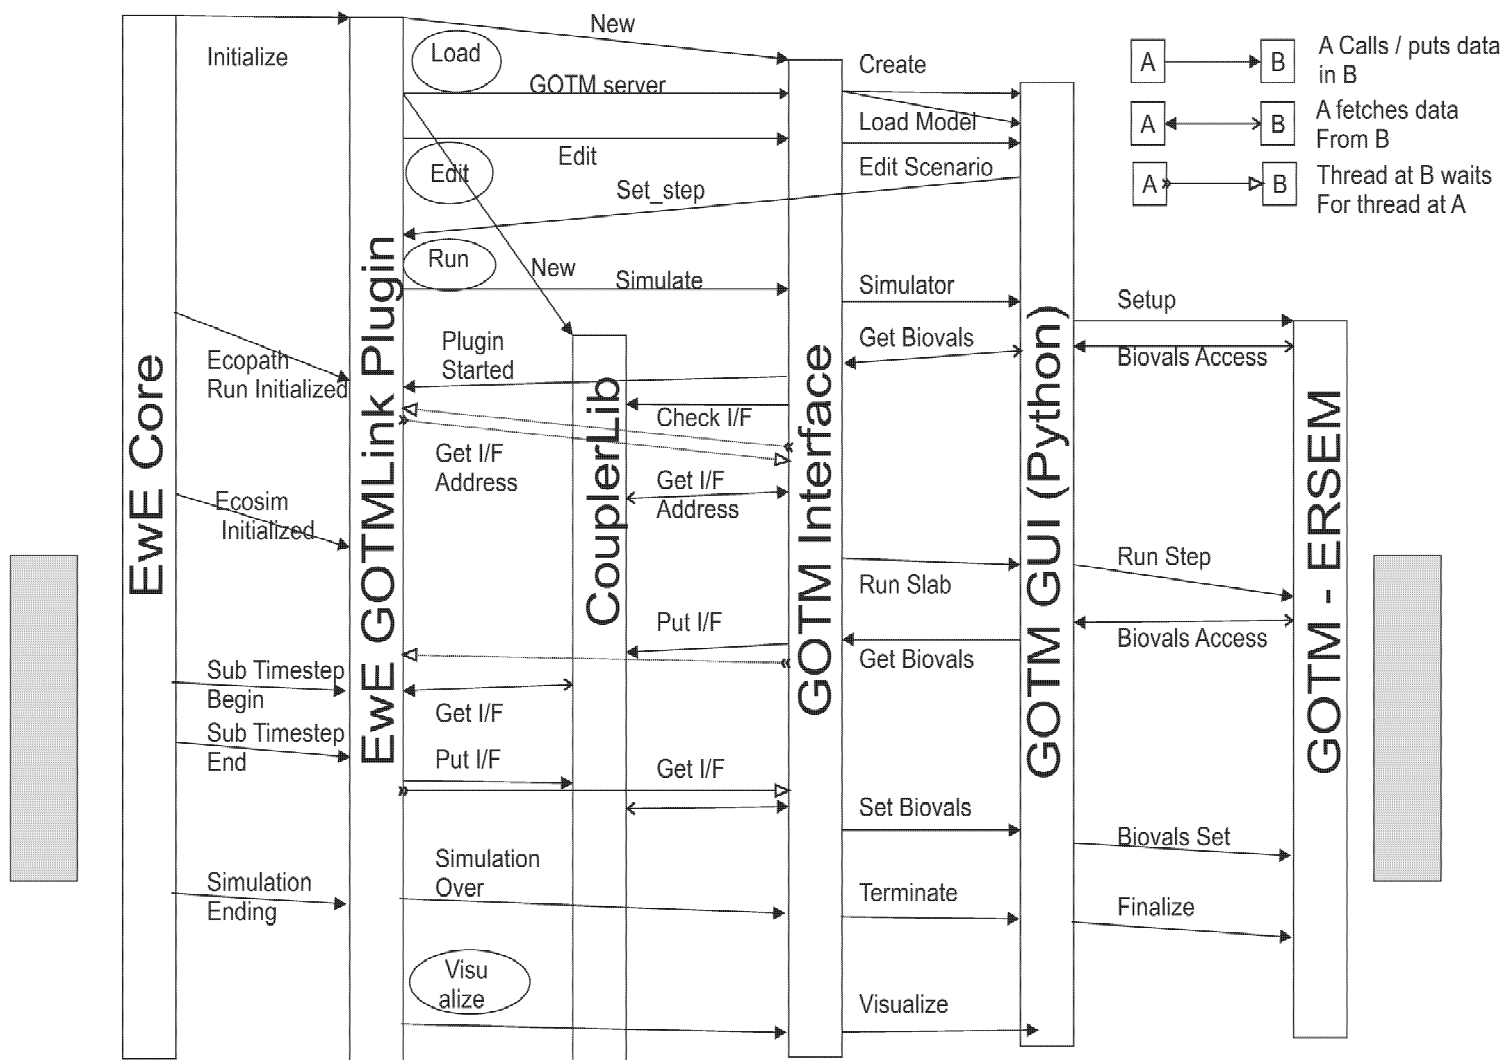 New
A Calls / puts data
in B
A
B
Initialize
Load
Create
GOTM server
A fetches data
From B
A
B
Load Model
Edit
Edit
Edit Scenario
Thread at B waits
For thread at A
A
B
Set_step
Run
New
Simulate
Simulator
Setup
Plugin
Started
Get Biovals
Biovals Access
Ecopath
Run Initialized
Check I/F
Get I/F
Address
Get I/F
Address
Ecosim
Initialized
EwE Core
EwE GOTMLink Plugin
CouplerLib
GOTM Interface
GOTM GUI (Python)
GOTM - ERSEM
Run Step
Run Slab
Put I/F
Biovals Access
Get Biovals
Sub Timestep
Begin
Get I/F
Sub Timestep
End
Put I/F
Get I/F
Set Biovals
Biovals Set
Simulation
Over
Simulation
Ending
Terminate
Finalize
Visu
alize
Visualize